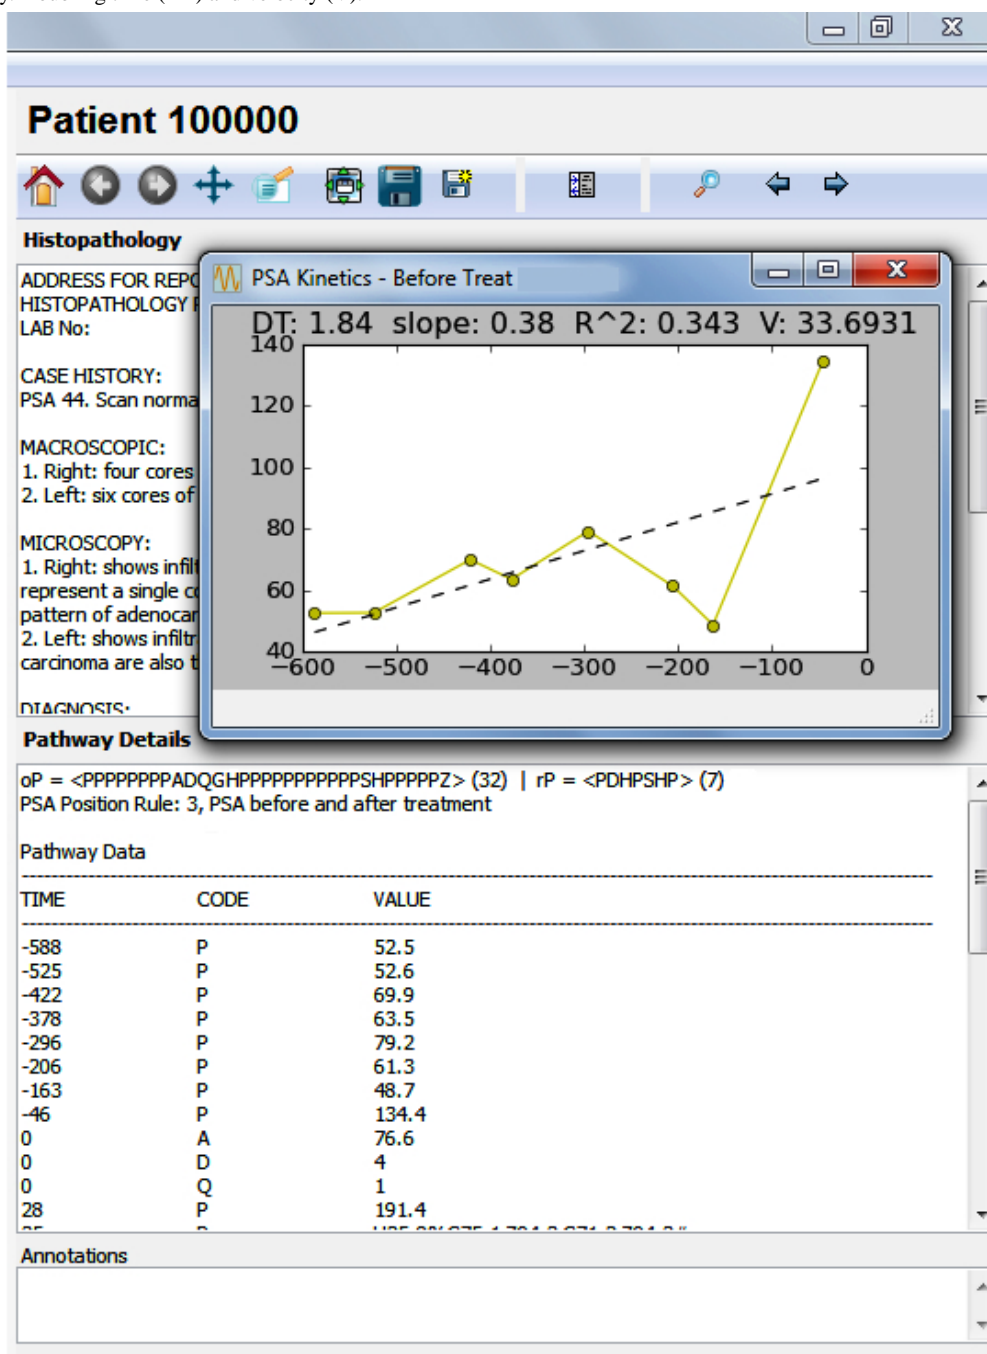 Patient 100000
Histopathology
ADDRESS FOR REPO
HISTOPATHOLOGY
LAB No:
CASE HISTORY:
PSA 44. Scan norma
MACROSCOPIC:
1. Right: four cores
2. Left: six cores of
MICROSCOPY:
1. Right: shows infilt
represent a single co
pattern of adenocar
2. Left: shows infiltr
carcinoma are also t
DIAGNOSIS:
PSA Kinetics - Before Treat
DT: 1.84 slope: 0.38 R^2: 0.343 V: 33.6931
140
120
100
80
60
40
−600 −500 −400 −300 −200 −100 0
Pathway Details
oP = <PPPPPPPPADQGHPPPPPPPPPPPSHPPPPPZ> (32) | rP = <PDHPSHP> (7)
PSA Position Rule: 3, PSA before and after treatment
Pathway Data
TIME CODE VALUE
-588 P 52.5
-525 P 52.6
-422 P 69.9
-378 P 63.5
-296 P 79.2
-206 P 61.3
-163 P 48.7
-46 P 134.4
0 A 76.6
0 D 4
0 Q 1
28 P 191.4
Annotations